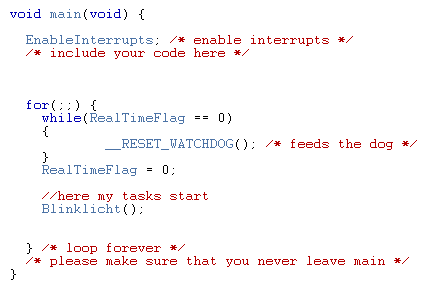 void main(void) {
EnableInterrupts; /* enable interrupts */
/* include your code here */
for(;;) {
while(RealTimeFlag == 0)
{
__RESET_WATCHDOG(); /* feeds the dog */
}
RealTimeFlag = 0;
//here my tasks start
Blinklicht();
} /* loop forever */
/* please make sure that you never leave main */
}